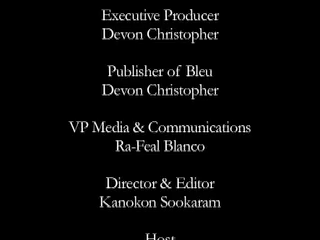 Executive Producer
Devon Christopher
Publisher of Bleu
Devon Christopher
VP Media & Communications
Ra-Feal Blanco
Director & Editor
Kanokon Sookaram
Host